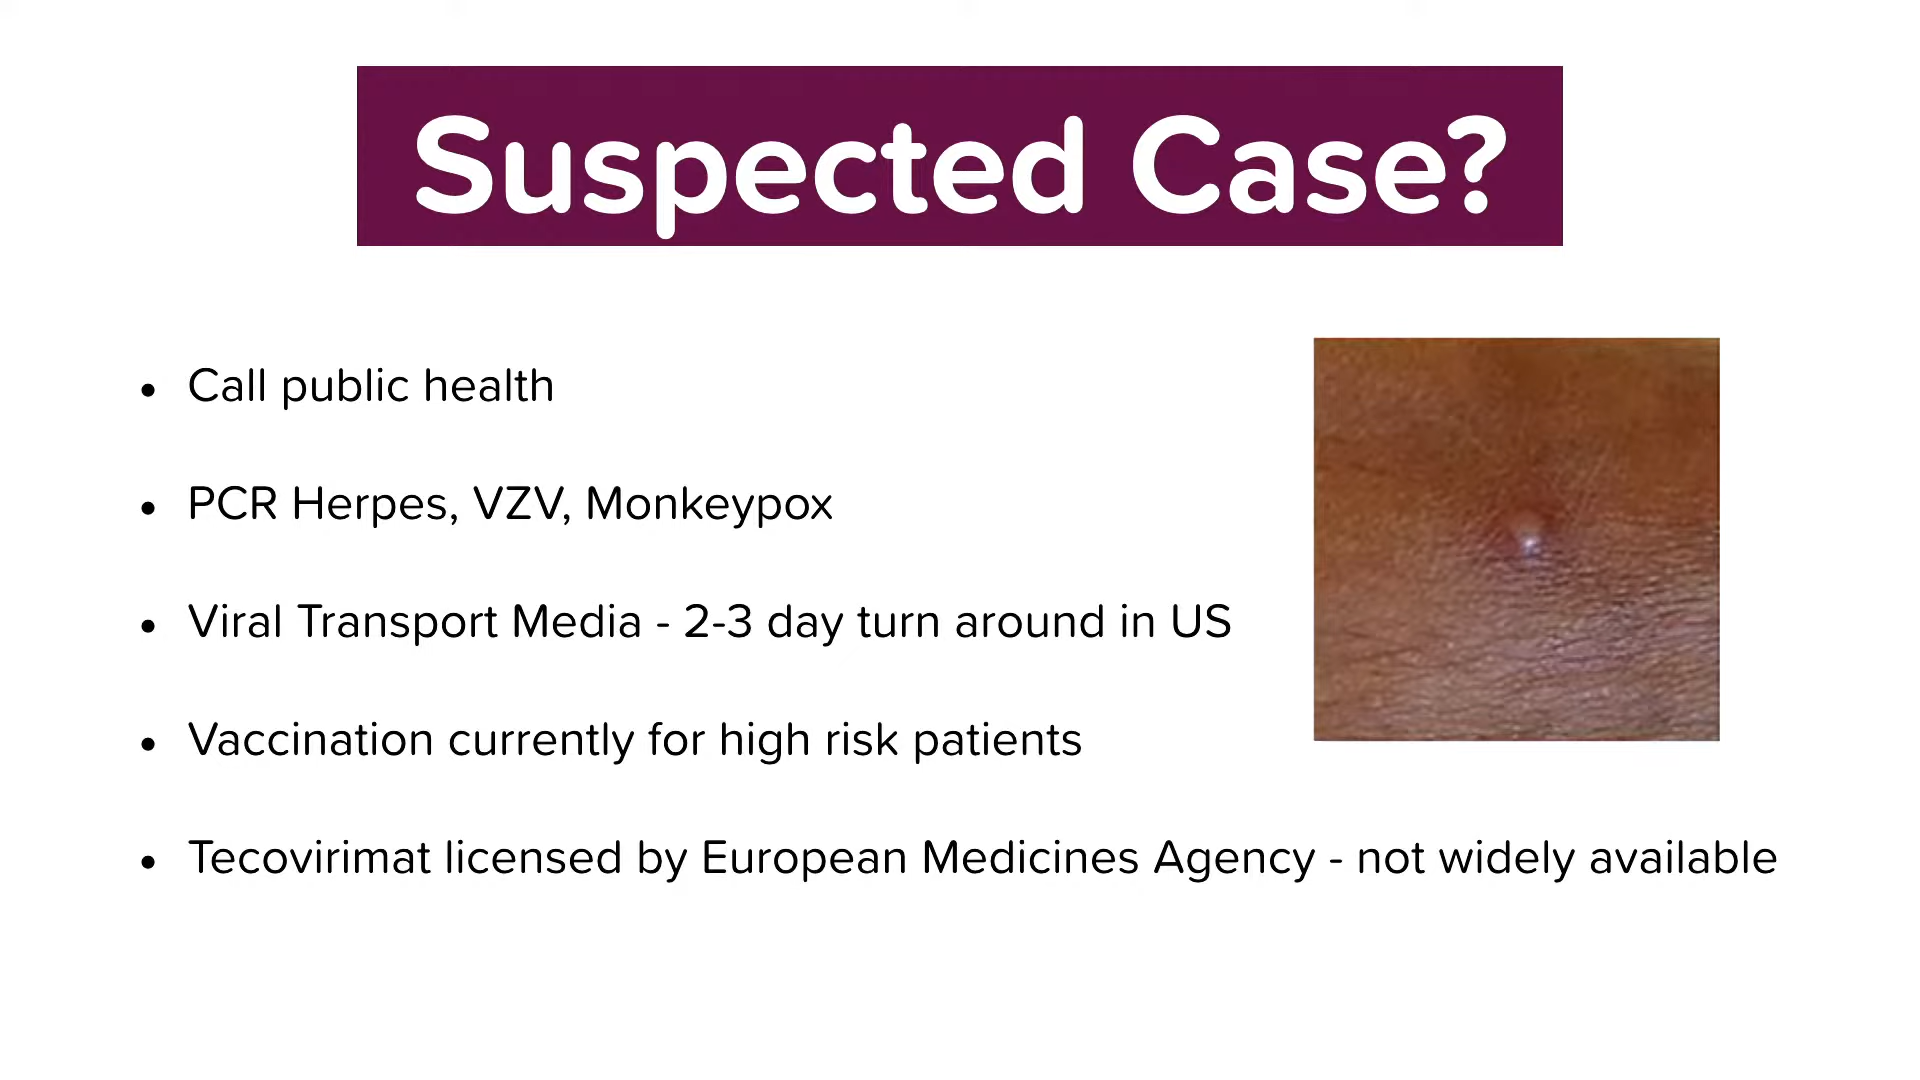 Suspected Case?
• Call public health
• PCR Herpes, VZV, Monkeypox
• Viral Transport Media - 2-3 day turn around in US
• Vaccination currently for high risk patients
• Tecovirimat licensed by European Medicines Agency - not widely available